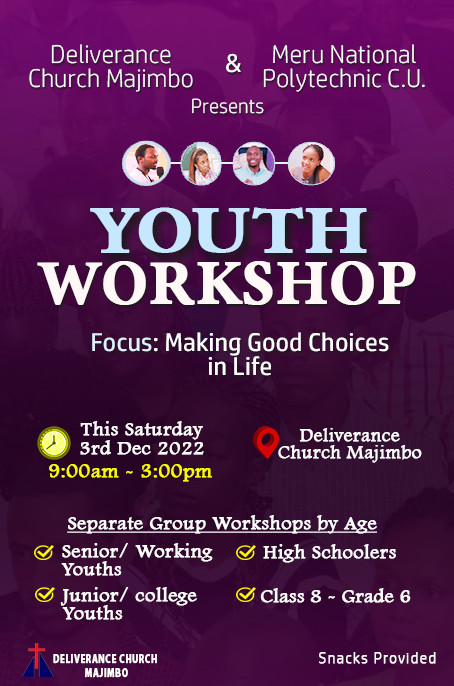 Deliverance
Church Majimbo
&
Meru National
Polytechnic C.U.
Presents
YOUTH
WORKSHOP
Focus: Making Good Choices
in Life
This Saturday
3rd Dec 2022
9:00am ~ 3:00pm
Deliverance
Church Majimbo
Separate Group Workshops by Age
Senior/ Working
Youths
High Schoolers
Junior/ college
Youths
Class 8 ~ Grade 6
DELIVERANCE CHURCH
MAJIMBO
Snacks Provided